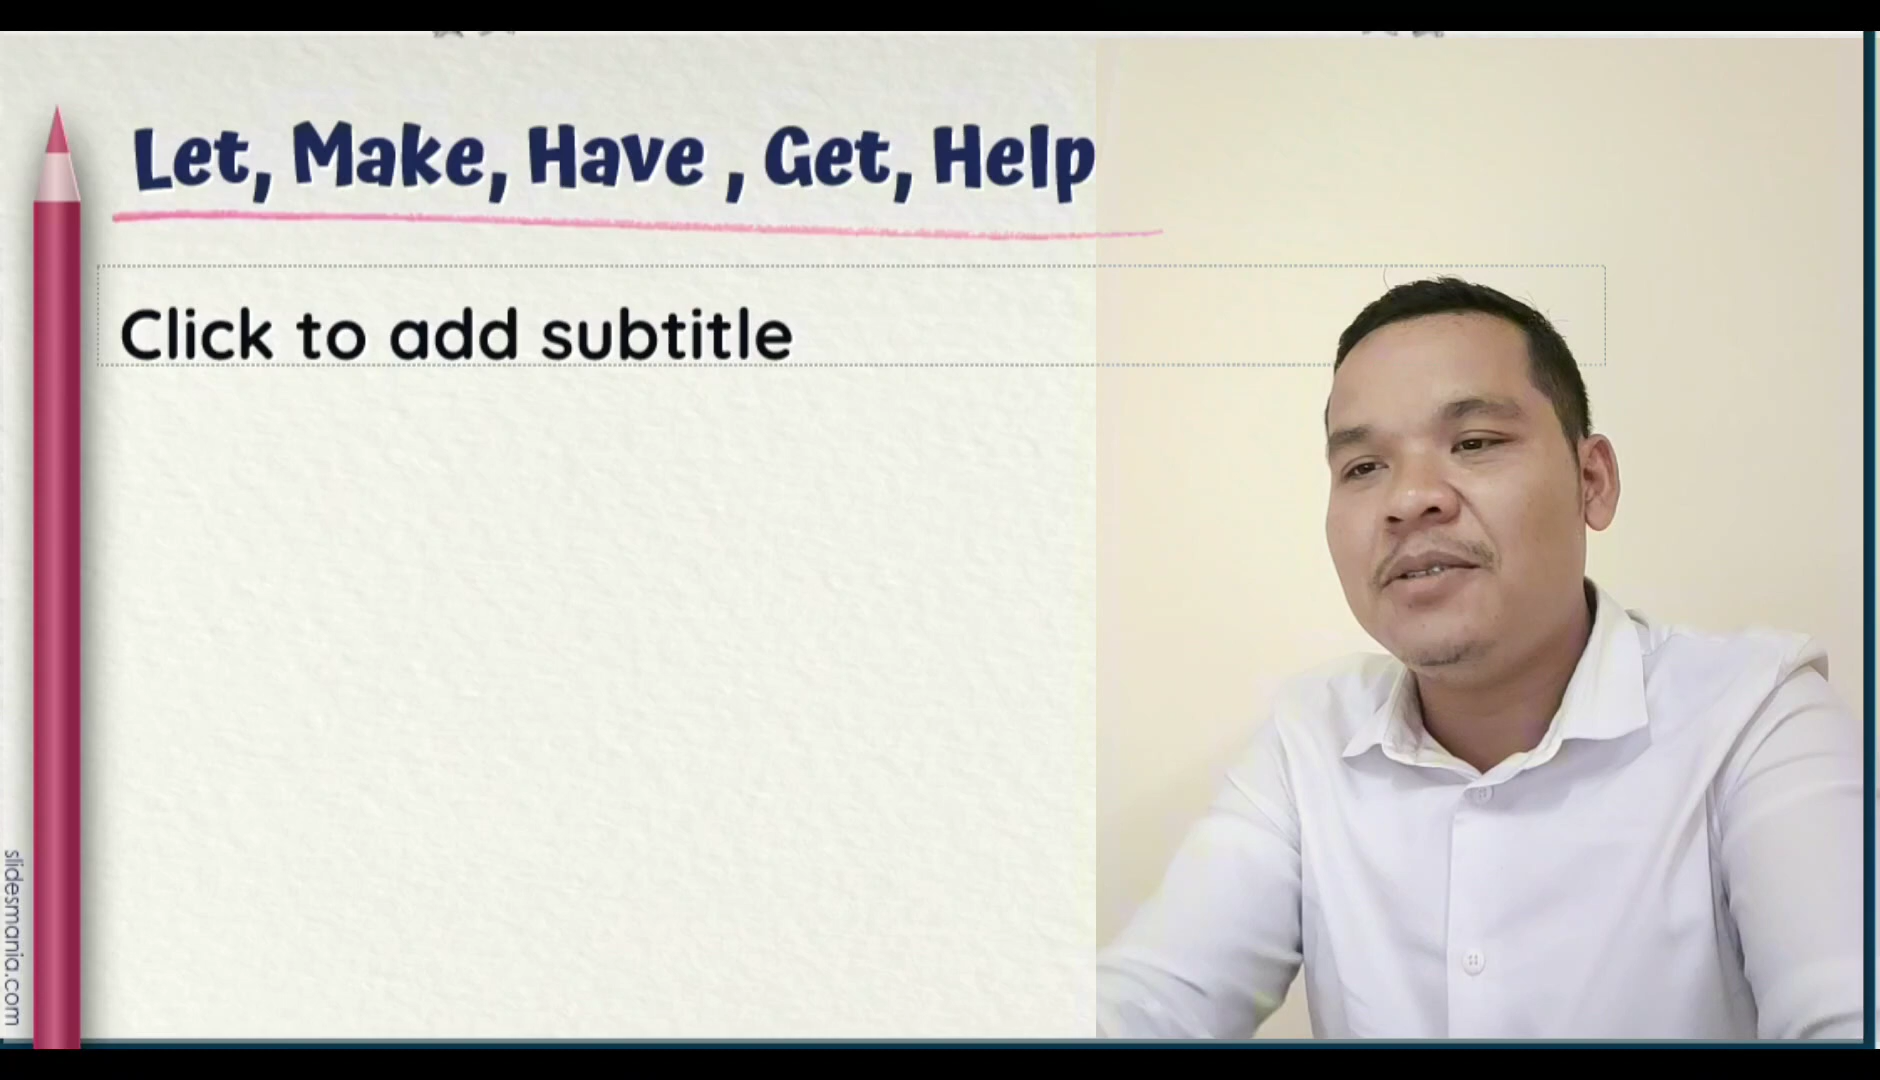 Let, Make, Have , Get, Help
Click to add subtitle
slidesmania.com